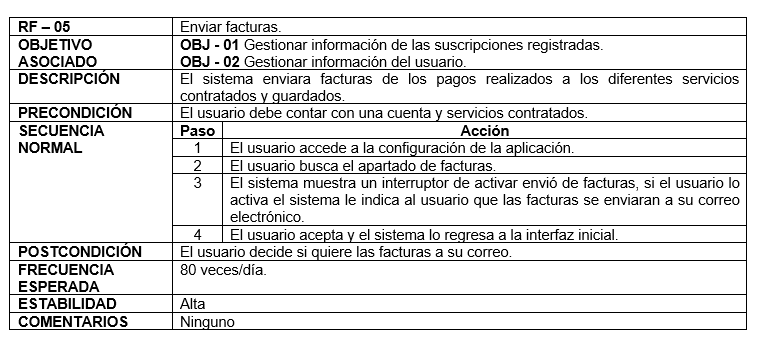 RF – 05 Enviar facturas.
OBJETIVO OBJ - 01 Gestionar información de las suscripciones registradas.
ASOCIADO OBJ - 02 Gestionar información del usuario.
DESCRIPCIÓN El sistema enviara facturas de los pagos realizados a los diferentes servicios
contratados y guardados.
PRECONDICIÓN El usuario debe contar con una cuenta y servicios contratados.
SECUENCIA Paso Acción
NORMAL 1 El usuario accede a la configuración de la aplicación.
2 El usuario busca el apartado de facturas.
3 El sistema muestra un interruptor de activar envió de facturas, si el usuario lo
activa el sistema le indica al usuario que las facturas se enviaran a su correo
electrónico.
4 El usuario acepta y el sistema lo regresa a la interfaz inicial.
POSTCONDICIÓN El usuario decide si quiere las facturas a su correo.
FRECUENCIA 80 veces/día.
ESPERADA
ESTABILIDAD Alta
COMENTARIOS Ninguno